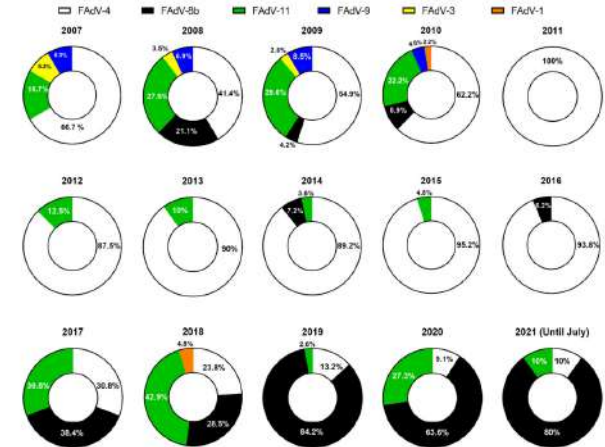 FAdV-4 FAdV-8b FAdV-11 FAdV-9 FAdV-3 FAdV-1
2007 2008 2009 2010 2011
66.7 % 16.7%
3.5% 6.9% 27.6% 41.4% 21.1%
8.5% 54.9% 4.2%
2.2% 22.2% 8.9% 62.2%
100%
2012 2013 2014 2015 2016
12.5% 87.5%
10% 90%
3.6% 7.2% 89.2%
4.8% 95.2%
6.2% 93.8%
2017 2018 2019 2020 2021 (Until July)
30.8% 38.4%
4.8% 23.8% 42.9% 28.5%
2.6% 13.2% 84.2%
9.1% 27.3% 63.6%
10% 10% 80%